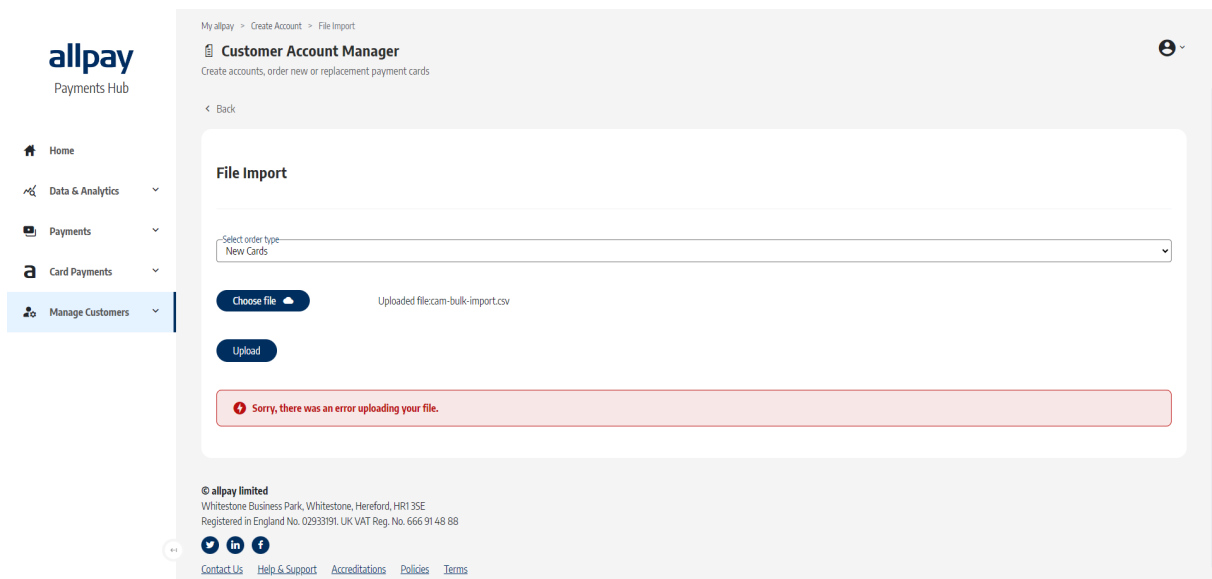 allpay
Payments Hub
Home
Data & Analytics
Payments
a Card Payments
Manage Customers
My allpay > Create Account > File Import
Customer Account Manager
Create accounts, order new or replacement payment cards
< Back
File Import
Select order type
New Cards
Choose file
Uploaded file:cam-bulk-import.csv
Upload
Sorry, there was an error uploading your file.
© allpay limited
Whitestone Business Park, Whitestone, Hereford, HR1 3SE
Registered in England No. 02933191. UK VAT Reg. No. 666 91 48 88
Contact Us Help & Support Accreditations Policies Terms